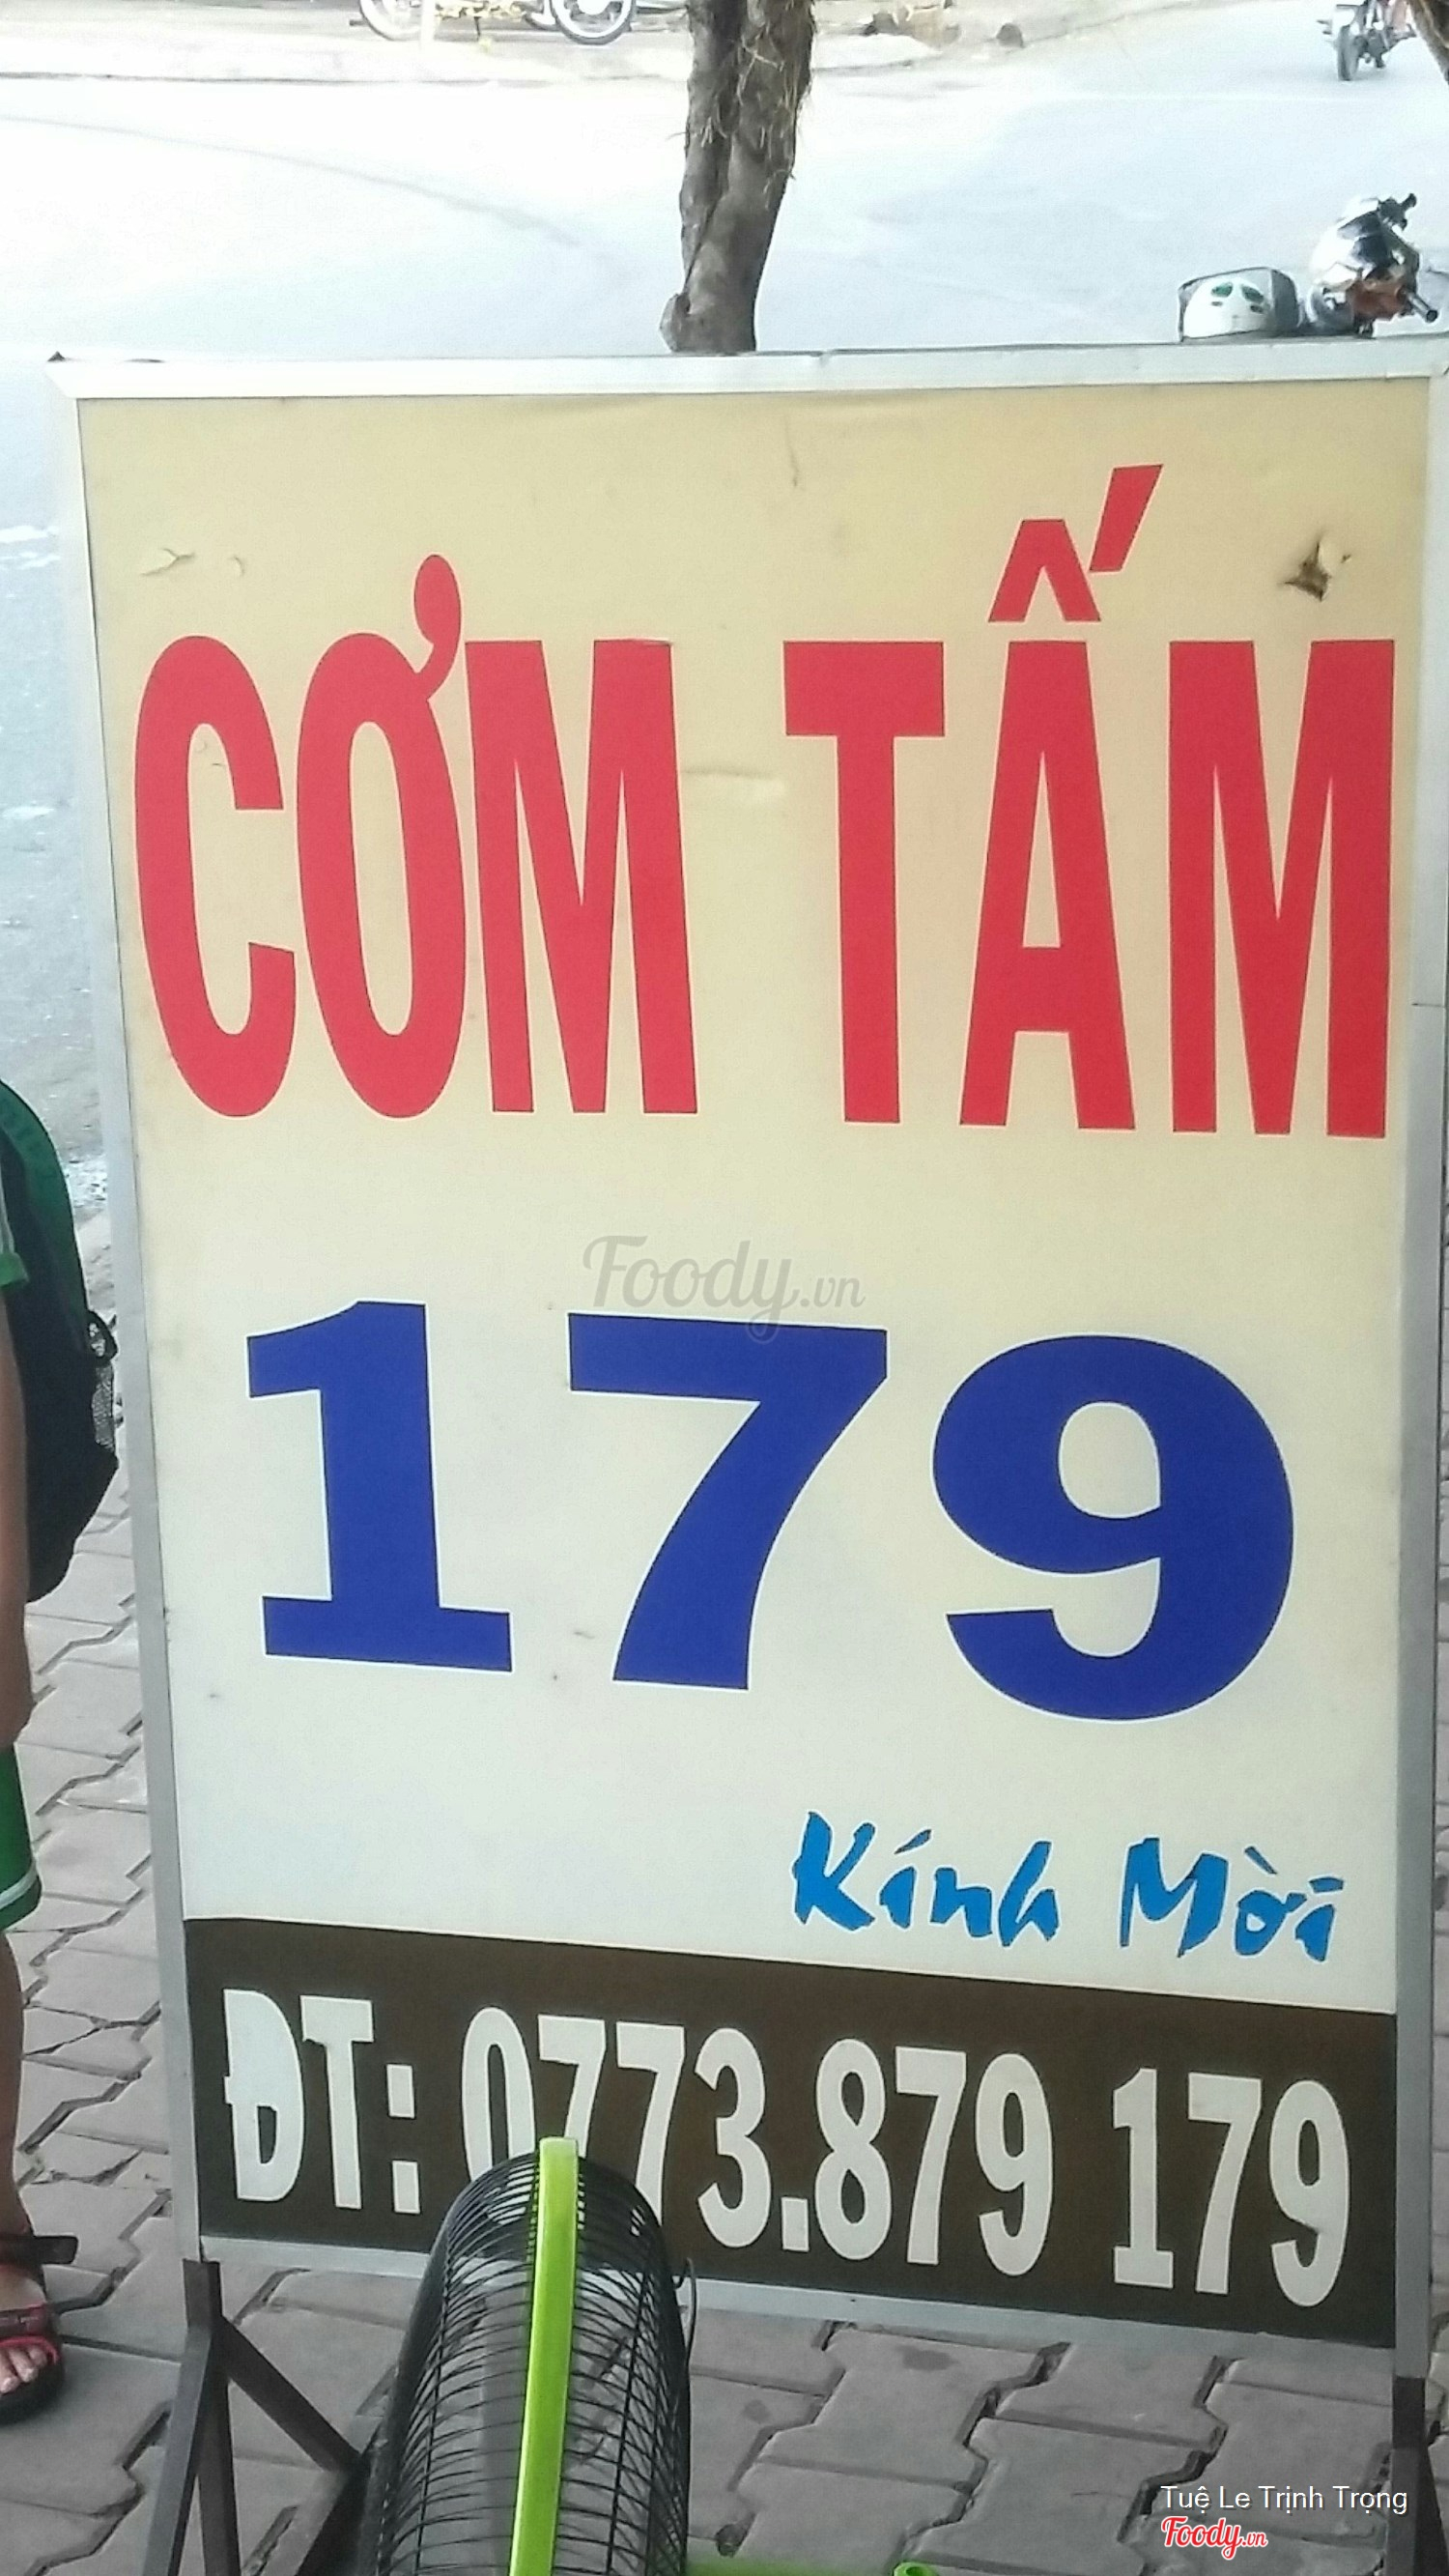 CƠM TẤM
Foody.vn
179
Kính Mời
ĐT: 0773.879 179
Tuệ Le Trịnh Trọng
Foody.vn